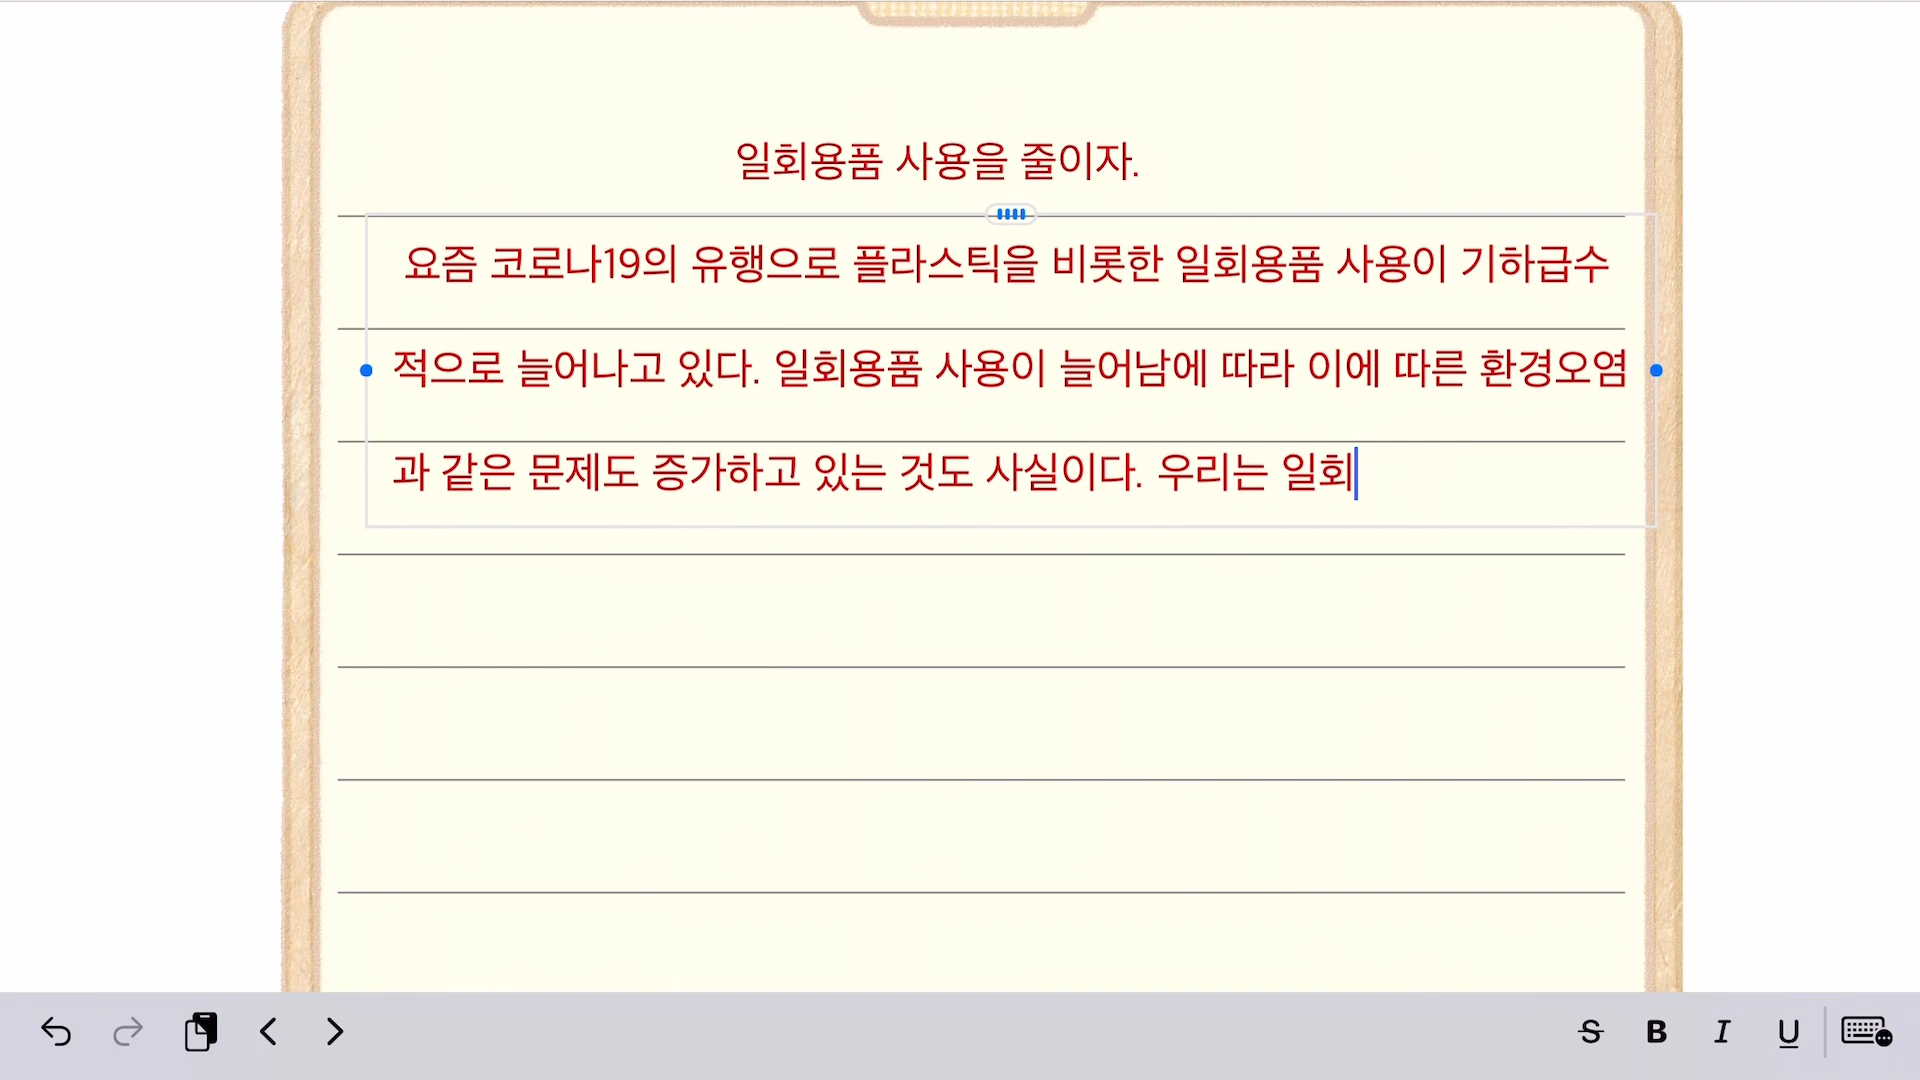 일회용품 사용을 줄이자.
요즘 코로나19의 유행으로 플라스틱을 비롯한 일회용품 사용이 기하급수
적으로 늘어나고 있다. 일회용품 사용이 늘어남에 따라 이에 따른 환경오염
과 같은 문제도 증가하고 있는 것도 사실이다. 우리는 일회
S B I U